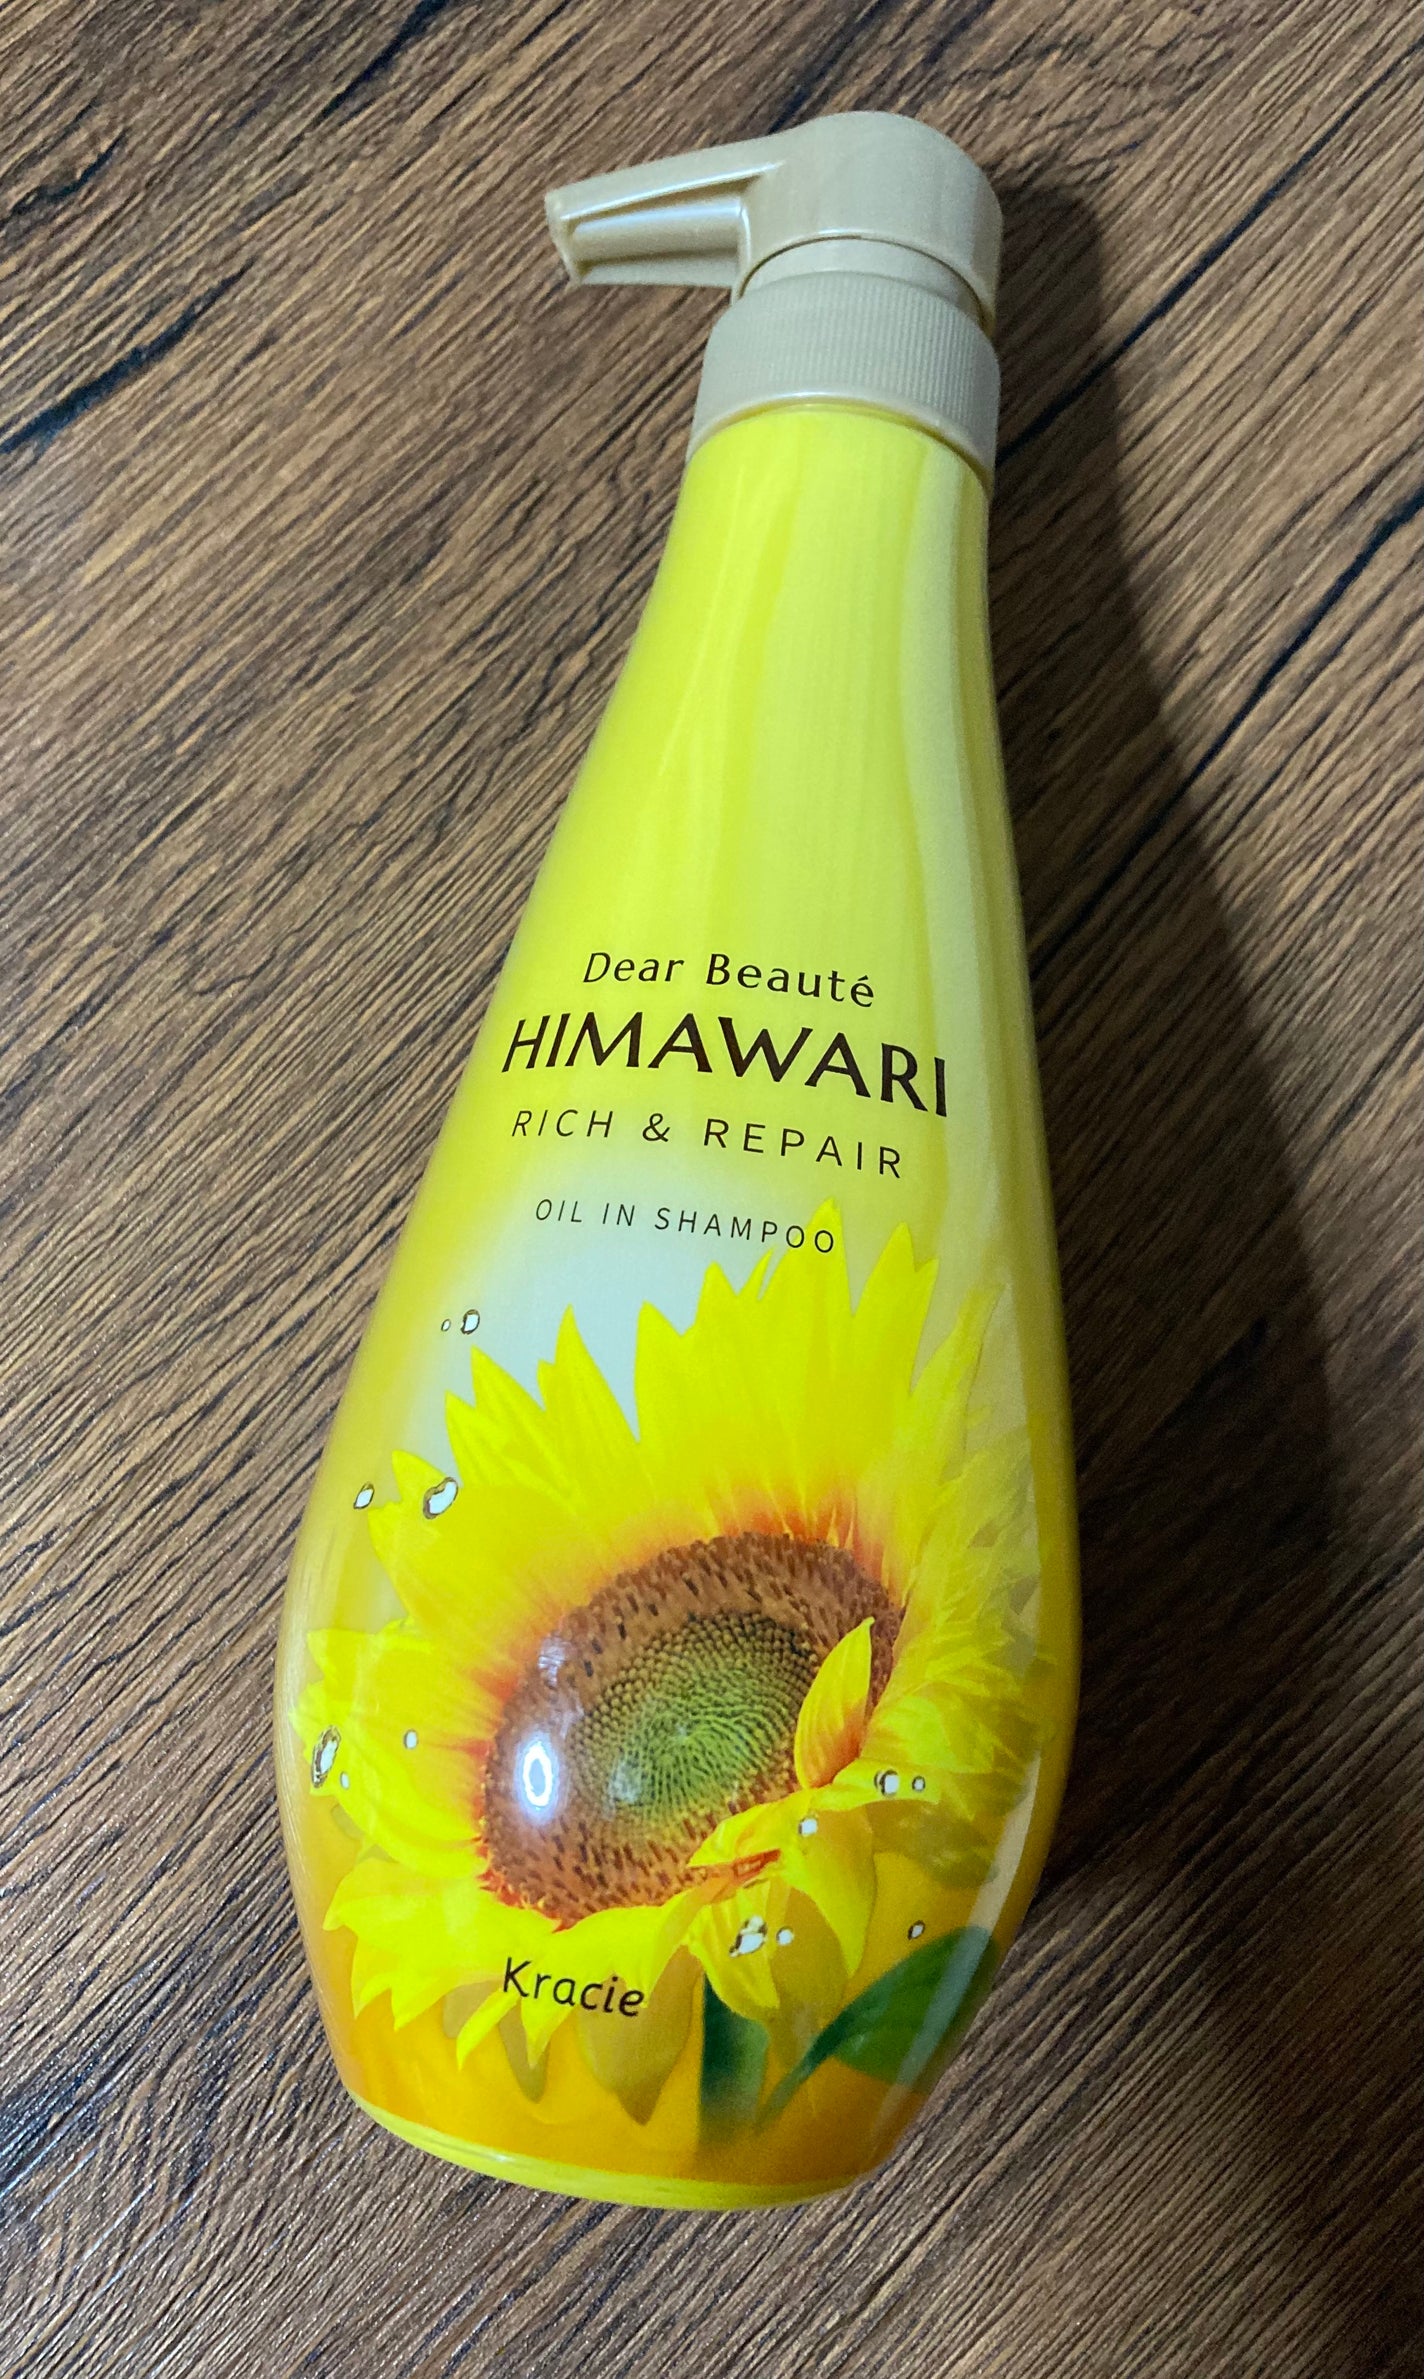 Dear Beauté
HIMAWARI
RICH & REPAIR
OIL IN SHAMPOO
Kracie